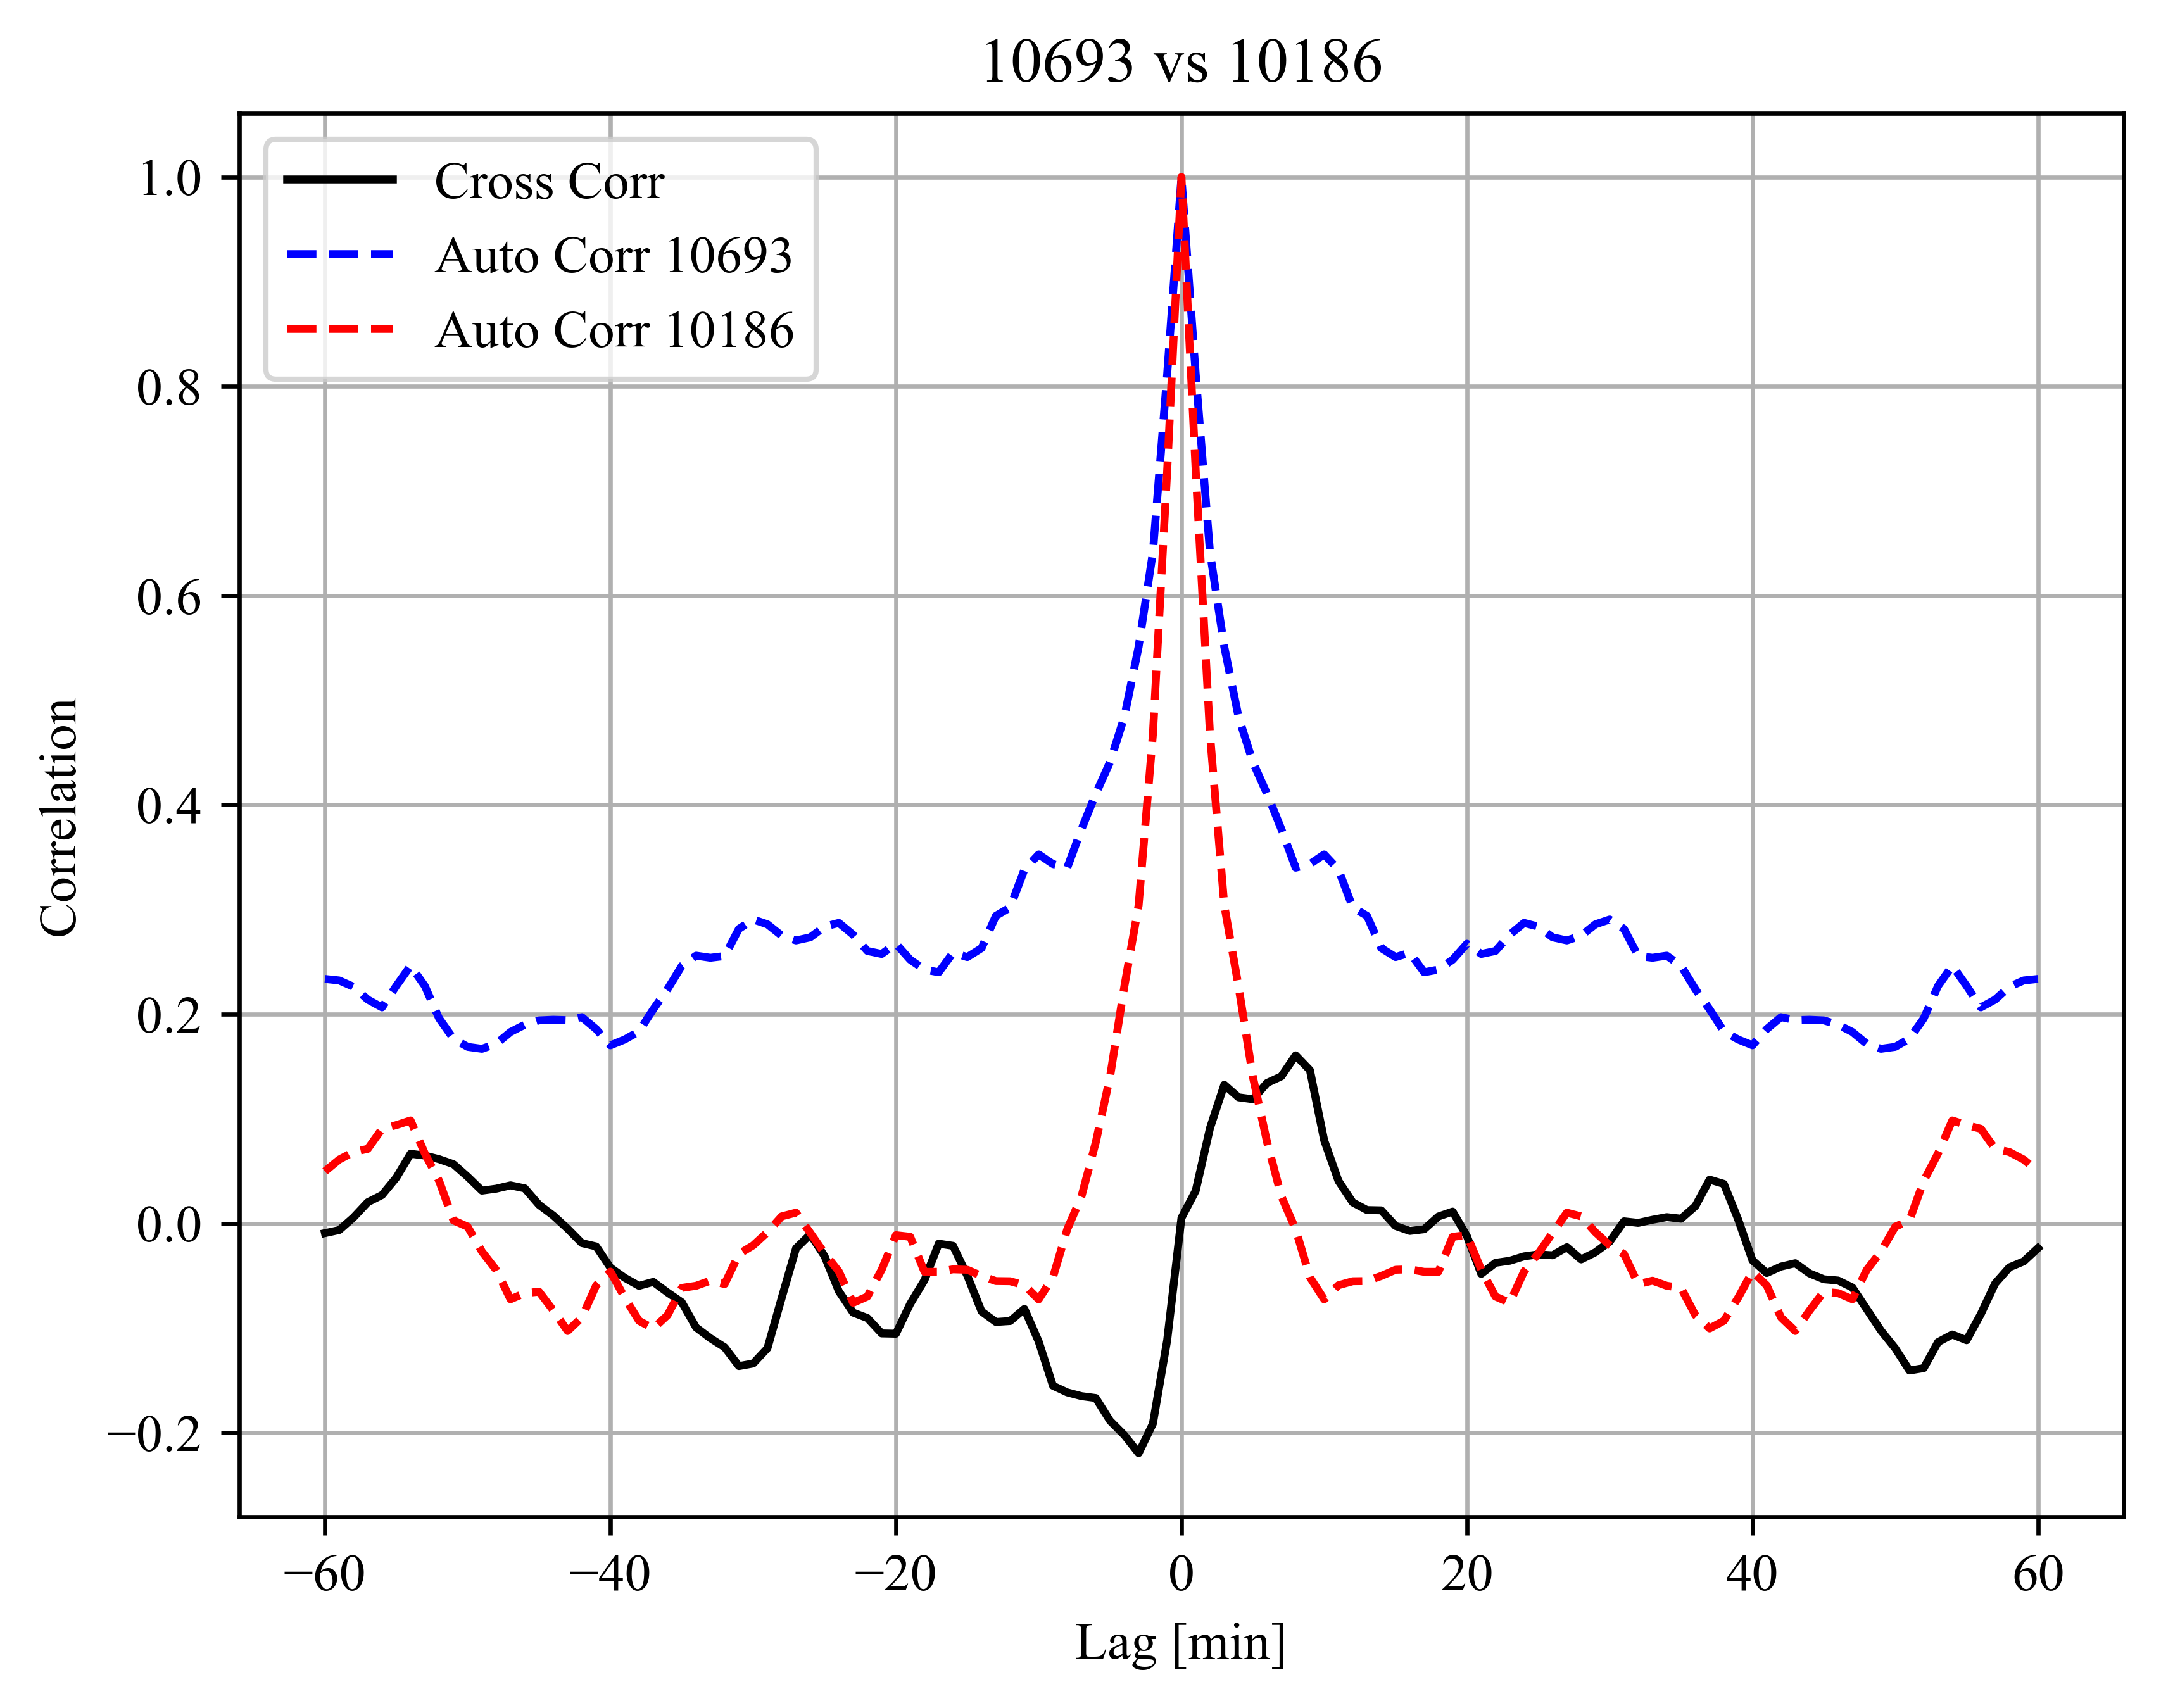 10693 vs 10186
Cross Corr
Auto Corr 10693
Auto Corr 10186
1.0
0.8
0.6
0.4
0.2
0.0
−0.2
Correlation
−60
−40
−20
0
20
40
60
Lag [min]